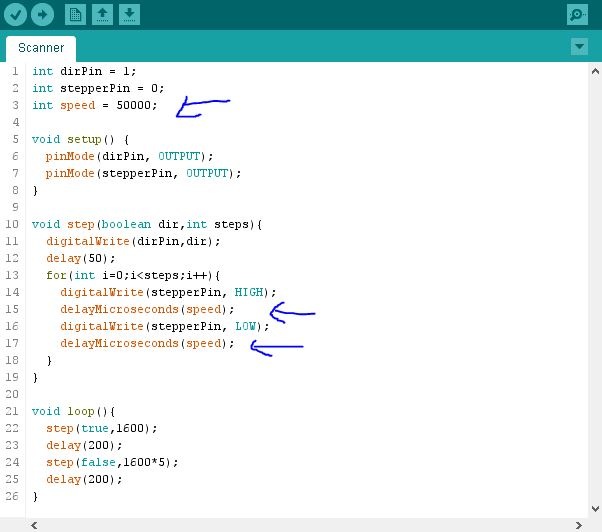 Scanner
1 int dirPin = 1;
2 int stepperPin = 0;
3 int speed = 50000;
4
5 void setup() {
6   pinMode(dirPin, OUTPUT);
7   pinMode(stepperPin, OUTPUT);
8 }
9
10 void step(boolean dir,int steps){
11   digitalWrite(dirPin,dir);
12   delay(50);
13   for(int i=0;i<steps;i++){
14     digitalWrite(stepperPin, HIGH);
15     delayMicroseconds(speed);
16     digitalWrite(stepperPin, LOW);
17     delayMicroseconds(speed);
18   }
19 }
20
21 void loop(){
22   step(true,1600);
23   delay(200);
24   step(false,1600*5);
25   delay(200);
26 }